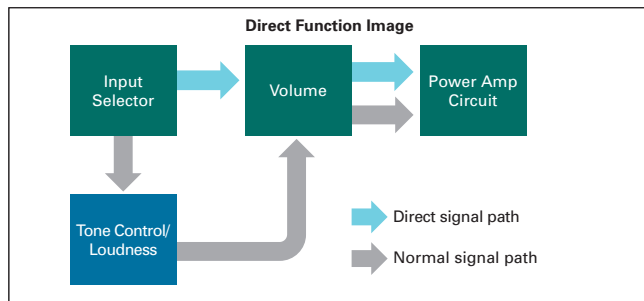 Direct Function Image
Input
Selector
Volume
Power Amp
Circuit
Tone Control/
Loudness
Direct signal path
Normal signal path